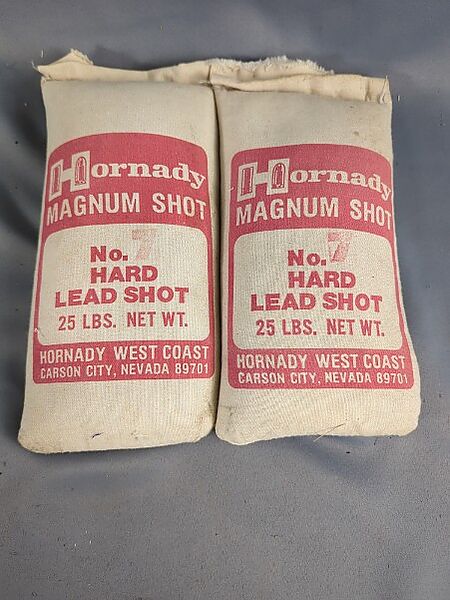 Hornady
MAGNUM SHOT
No. 7
HARD
LEAD SHOT
25 LBS. NET WT.
HORNADY WEST COAST
CARSON CITY, NEVADA 89701
Hornady
MAGNUM SHOT
No. 7
HARD
LEAD SHOT
25 LBS. NET WT.
HORNADY WEST COAST
CARSON CITY, NEVADA 89701